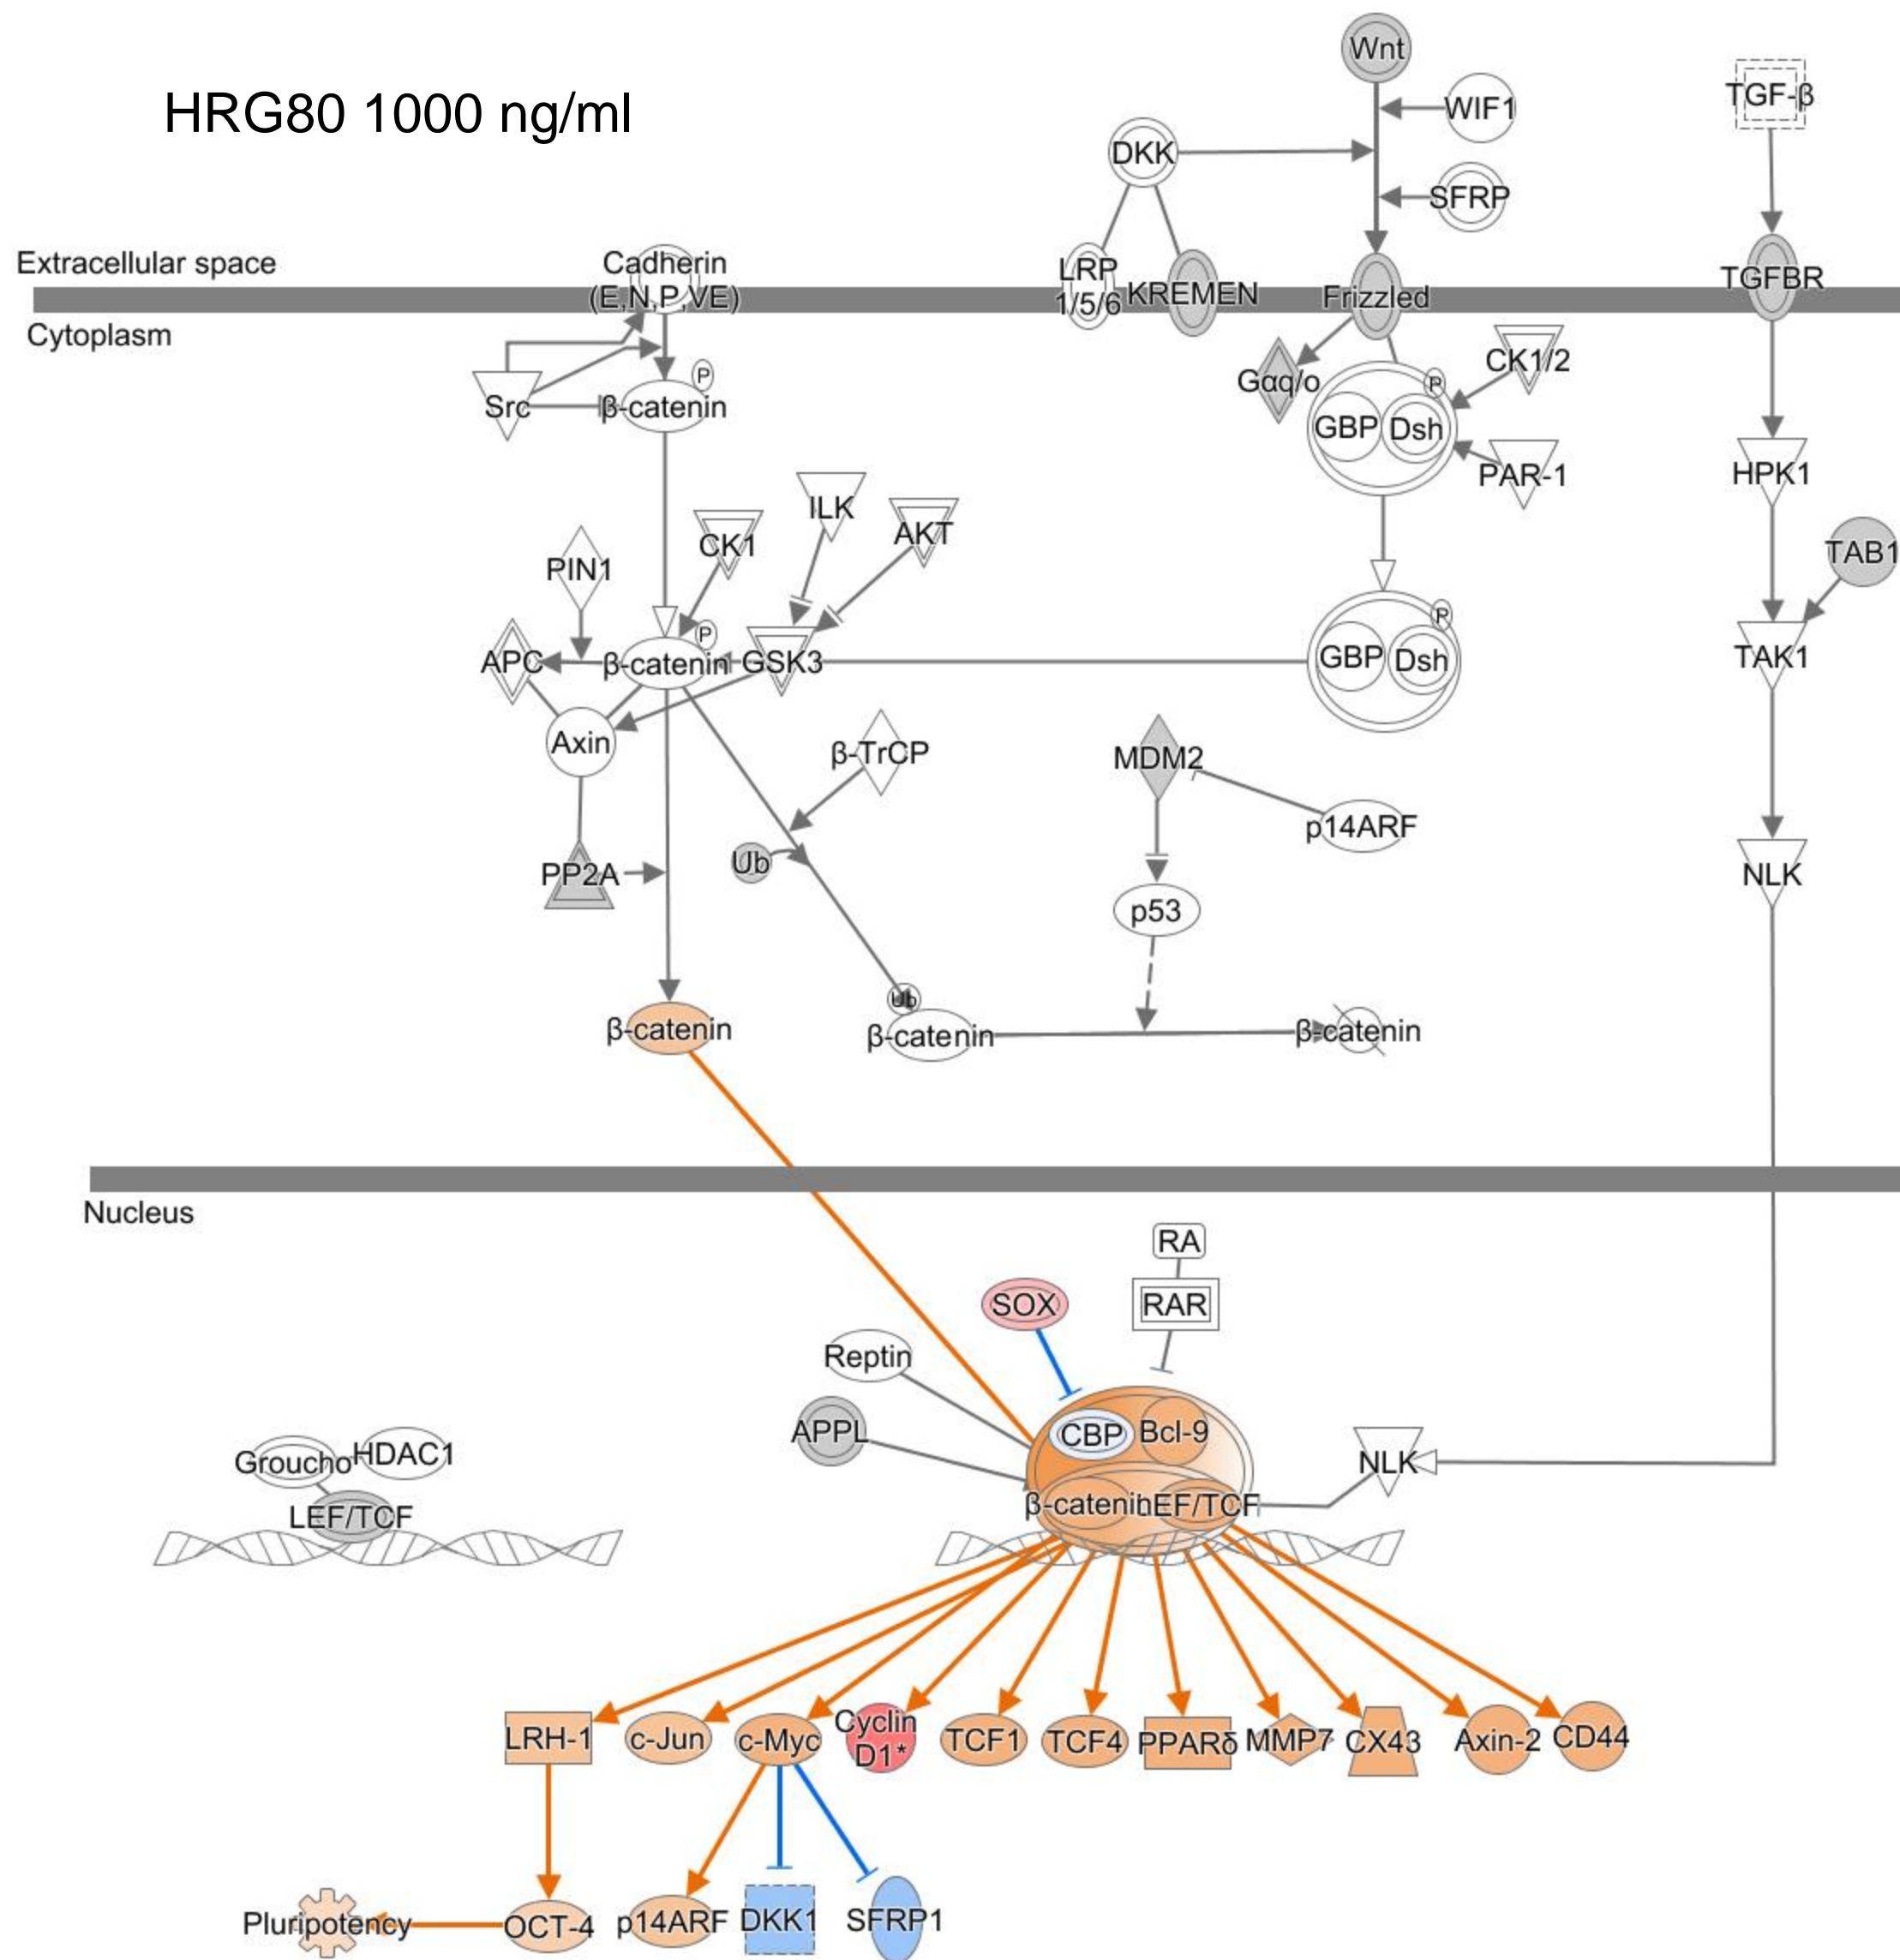 HRG80 1000 ng/ml
Wnt
WIF1
TGF-β
DKK
SFRP
Extracellular space
Cadherin
(E,N,P,VE)
LRP
1/5/6
KREMEN
Frizzled
TGFBR
Cytoplasm
Src
P
β-catenin
Gαq/o
P
GBP
Dsh
CK1/2
PAR-1
HPK1
ILK
AKT
CK1
PIN1
TAB1
APC
β-catenin
P
GSK3
GBP
Dsh
P
TAK1
Axin
β-TrCP
MDM2
p14ARF
PP2A
Ub
p53
NLK
β-catenin
Ub
β-catenin
β-catenin
Nucleus
RA
SOX
RAR
Reptin
APPL
CBP
Bcl-9
Groucho
HDAC1
NLK
LEF/TCF
β-catenin
LEF/TCF
LRH-1
c-Jun
c-Myc
Cyclin
D1*
TCF1
TCF4
PPARδ
MMP7
CX43
Axin-2
CD44
Pluripotency
OCT-4
p14ARF
DKK1
SFRP1